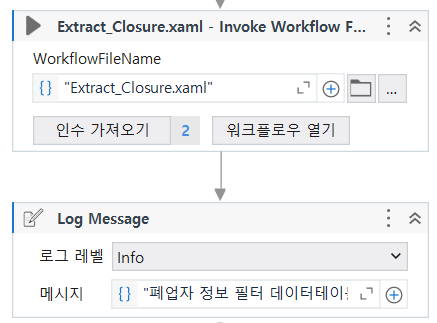 Extract_Closure.xaml - Invoke Workflow F...
WorkflowFileName
{} "Extract_Closure.xaml"
...
인수 가져오기 2 워크플로우 열기
Log Message
로그 레벨 Info
메시지 {} "폐업자 정보 필터 데이터테이